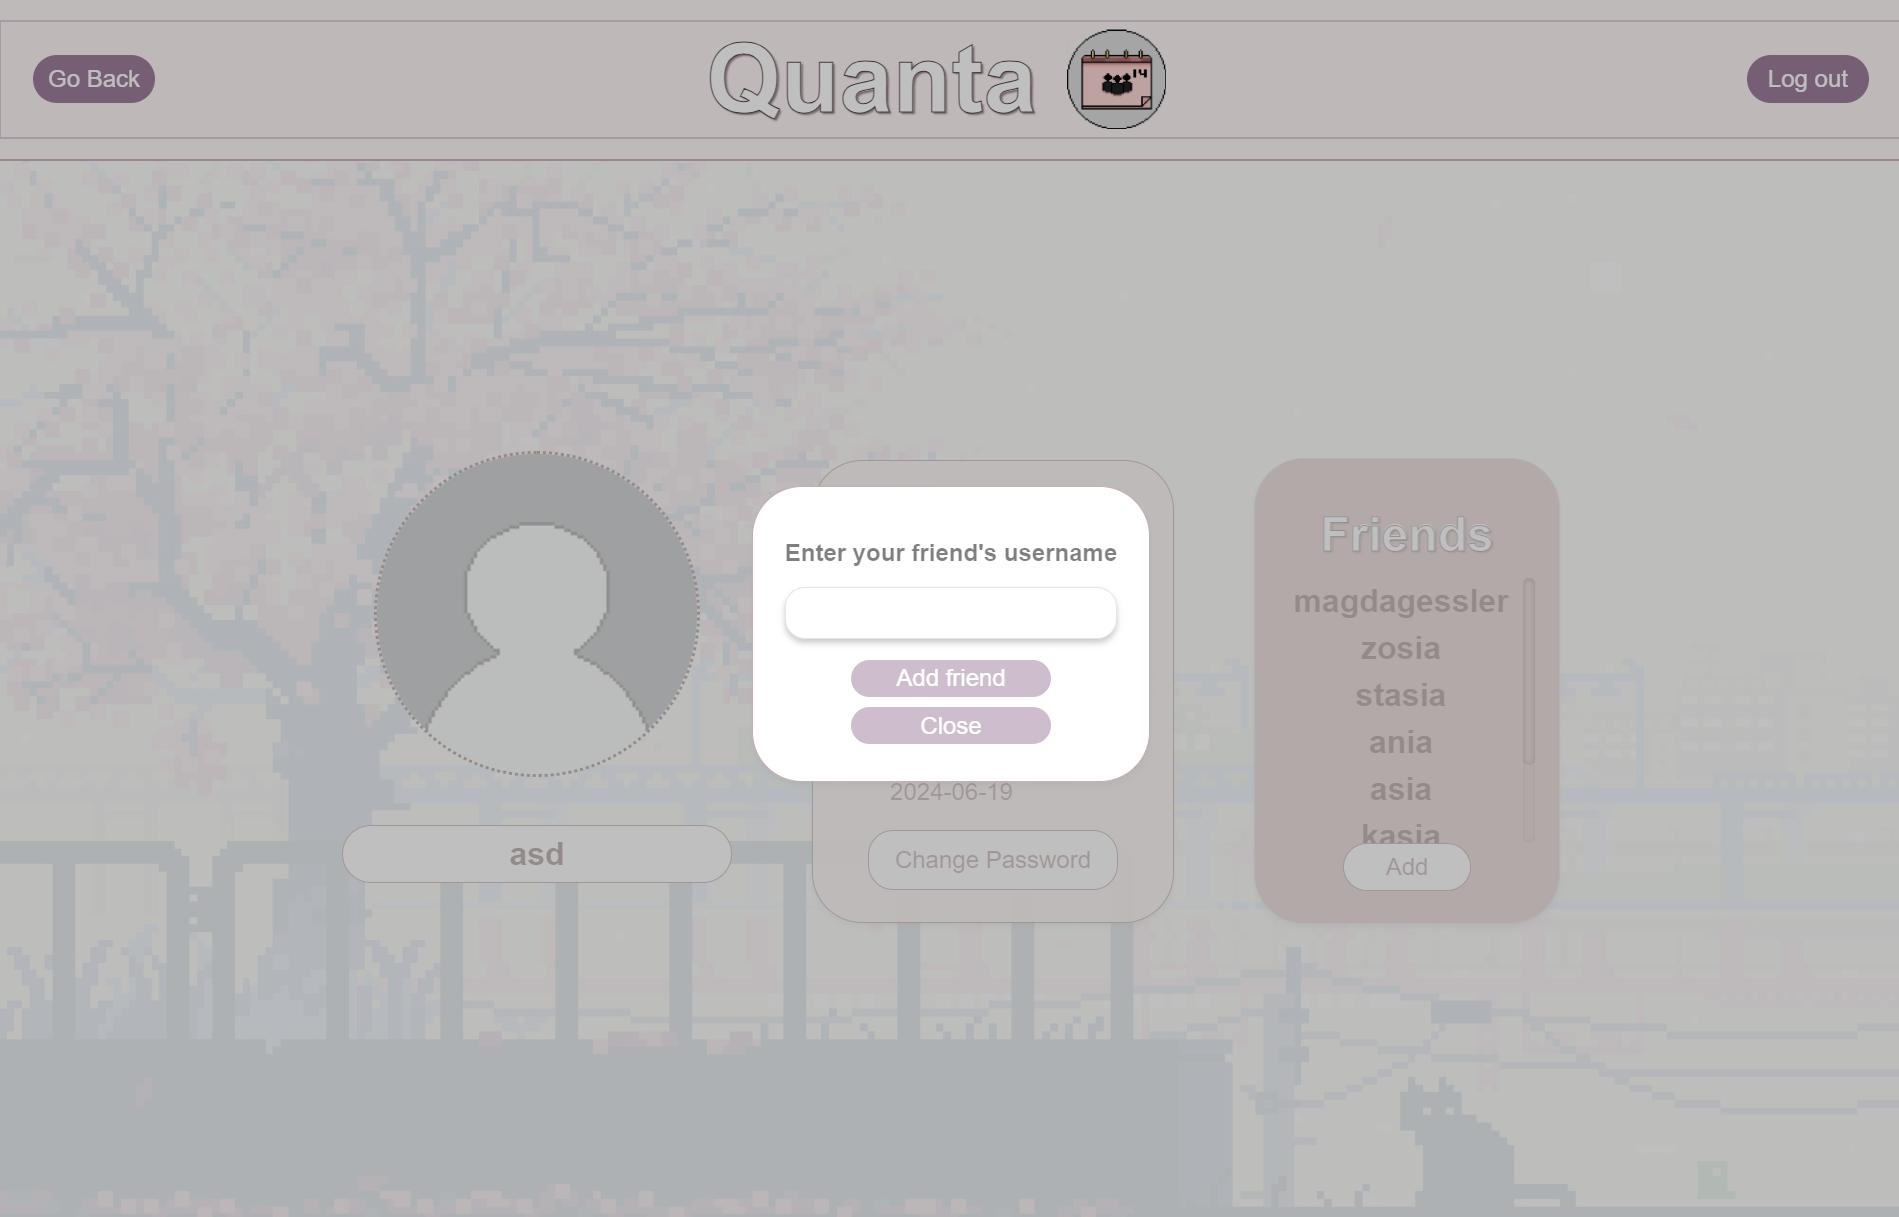 Go Back
Quanta
14
Log out
Enter your friend's username
Add friend
Close
2024-06-19
Change Password
asd
Friends
magdagessler
zosia
stasia
ania
asia
kasia
Add